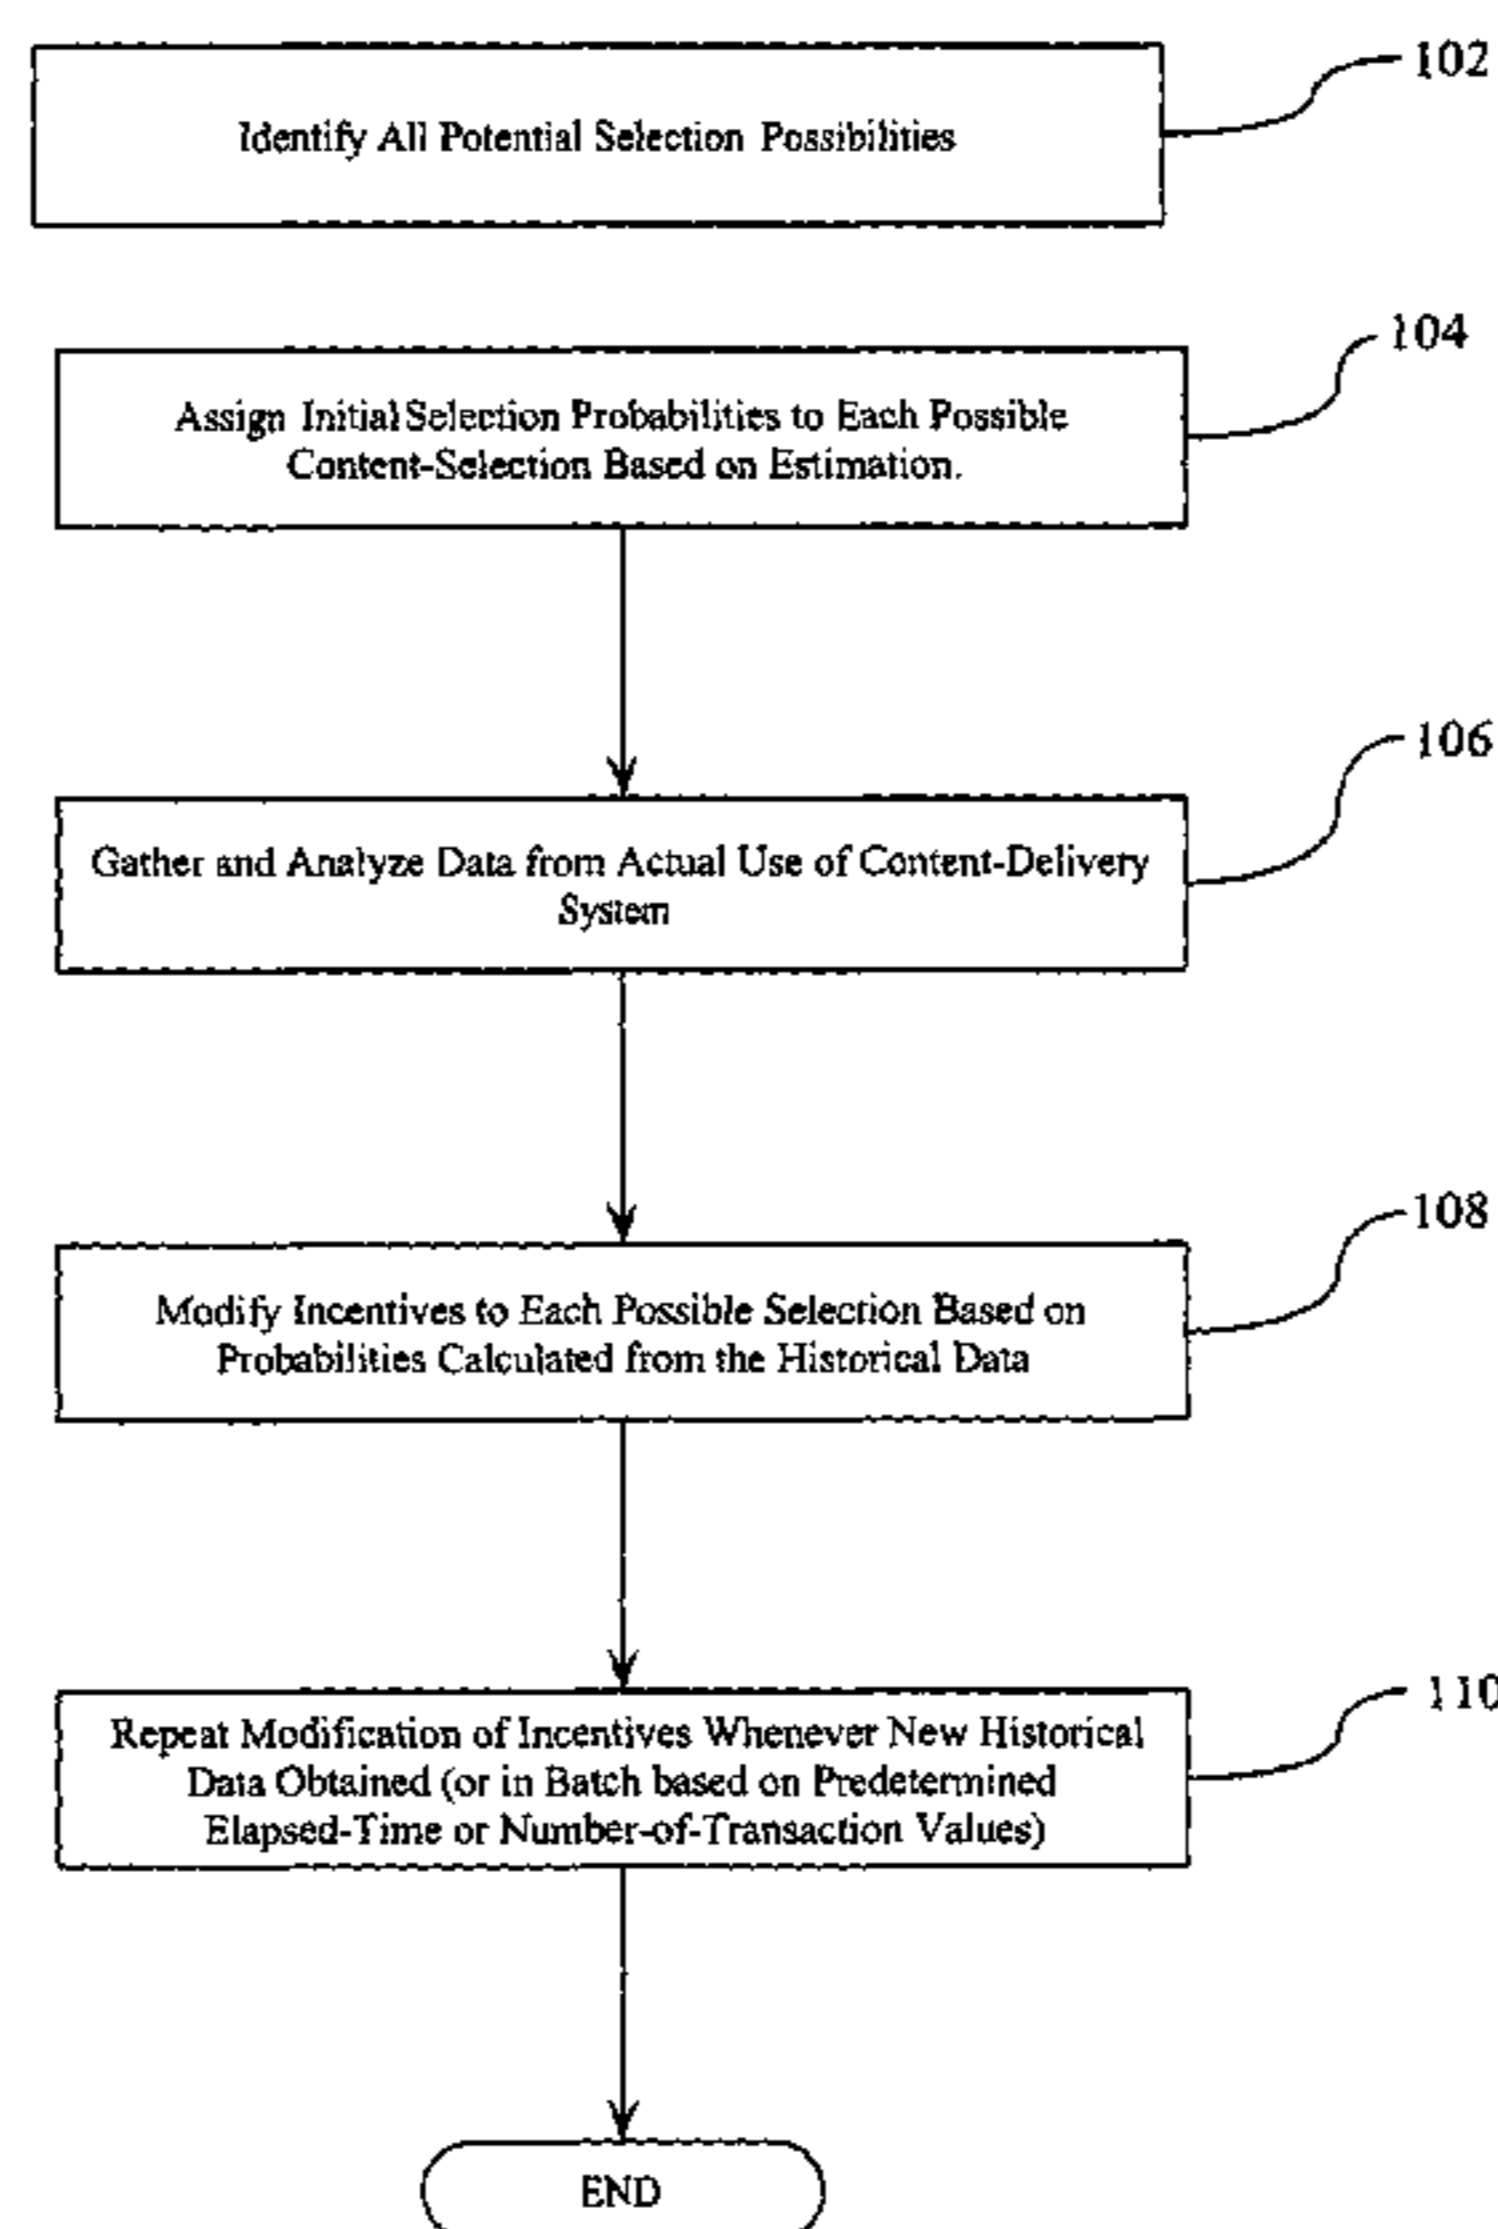 102
Identify All Potential Selection Possibilities
104
Assign Initial Selection Probabilities to Each Possible
Content-Selection Based on Estimation.
106
Gather and Analyze Data from Actual Use of Content-Delivery
System
108
Modify Incentives to Each Possible Selection Based on
Probabilities Calculated from the Historical Data
110
Repeat Modification of Incentives Whenever New Historical
Data Obtained (or in Batch based on Predetermined
Elapsed-Time or Number-of-Transaction Values)
END